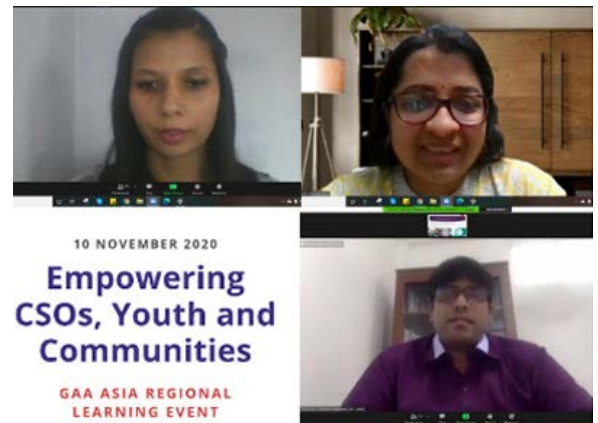 10 NOVEMBER 2020
Empowering
CSOs, Youth and
Communities
GAA ASIA REGIONAL
LEARNING EVENT